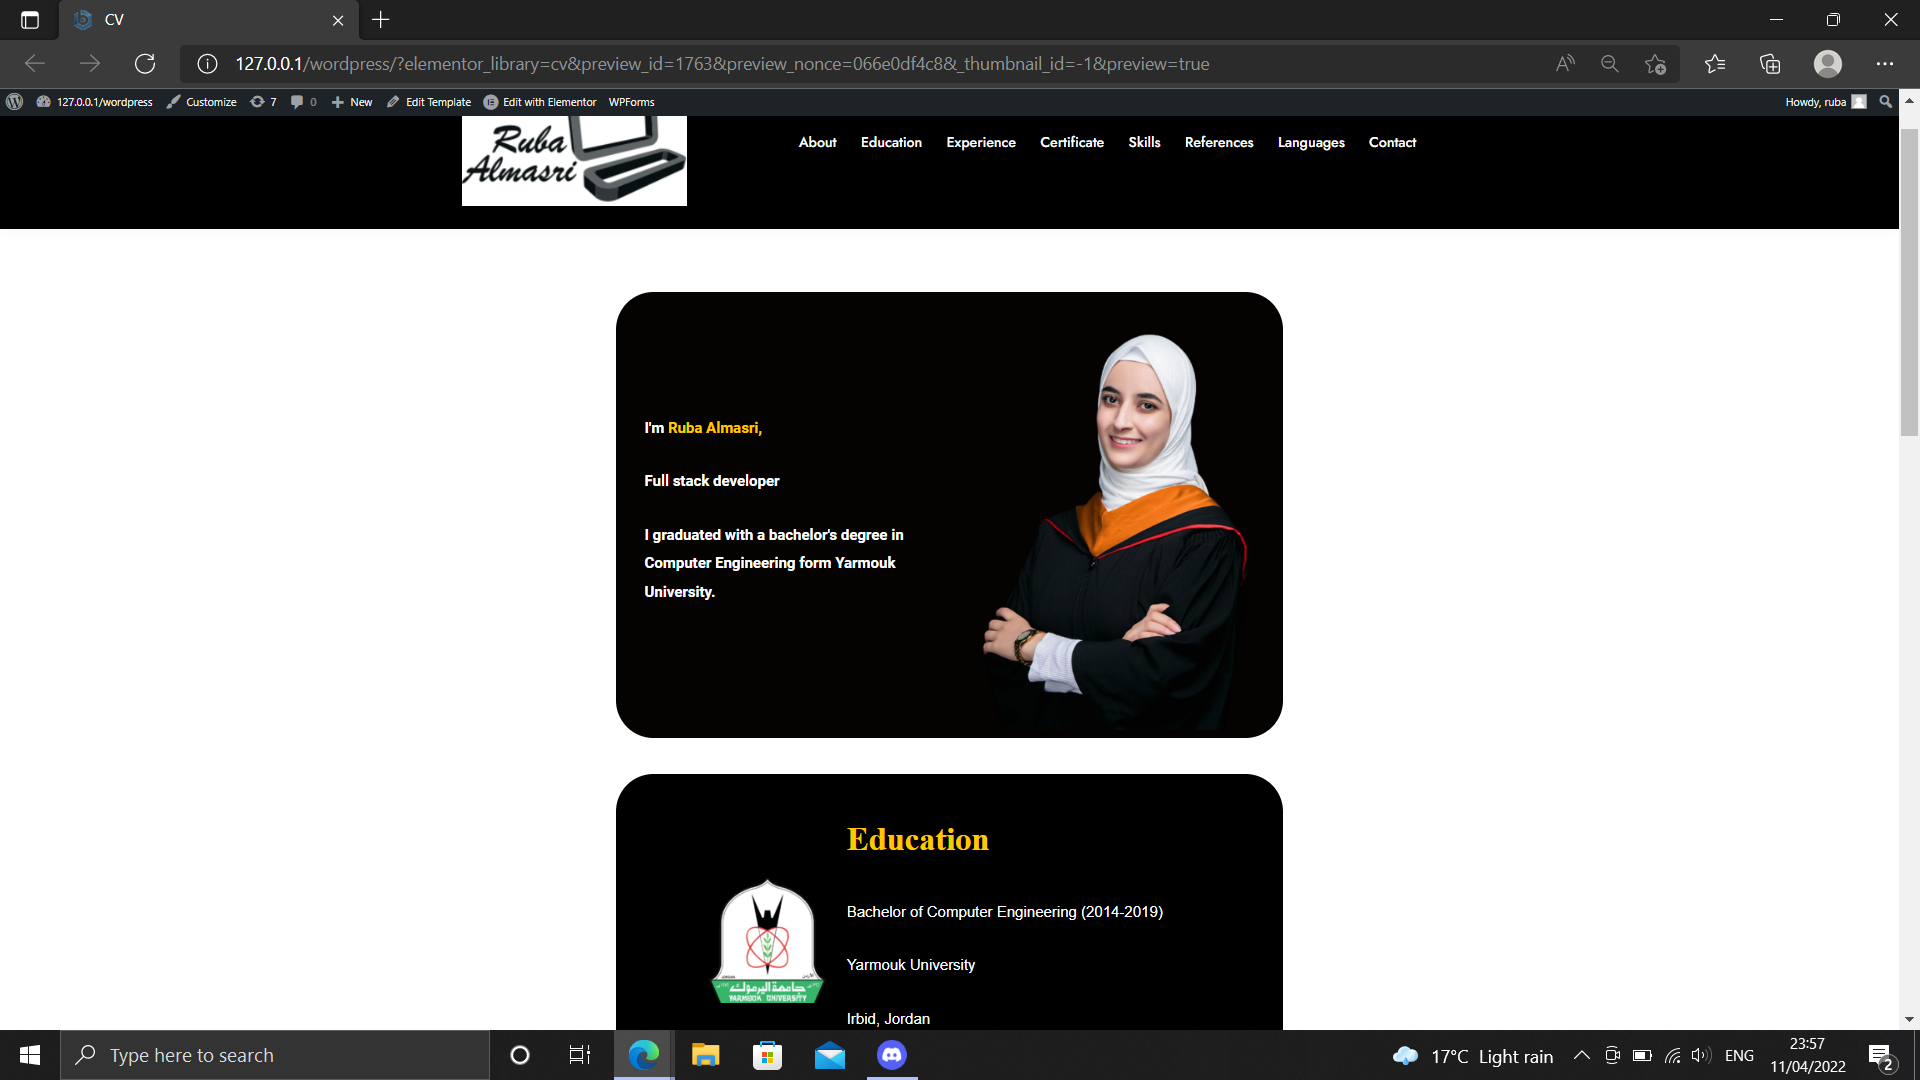 CV
127.0.0.1/wordpress/?elementor_library=cv&preview_id=1763&preview_nonce=066e0df4c8&_thumbnail_id=-1&preview=true
127.0.0.1/wordpress Customize 7 0 New Edit Template Edit with Elementor WPForms Howdy, ruba
Ruba
Almasri
About Education Experience Certificate Skills References Languages Contact
I'm Ruba Almasri,
Full stack developer
I graduated with a bachelor's degree in
Computer Engineering form Yarmouk
University.
Education
Bachelor of Computer Engineering (2014-2019)
Yarmouk University
Irbid, Jordan
جامعة اليرموك
YARMOUK UNIVERSITY
Type here to search
17°C Light rain
ENG
23:57
11/04/2022
2